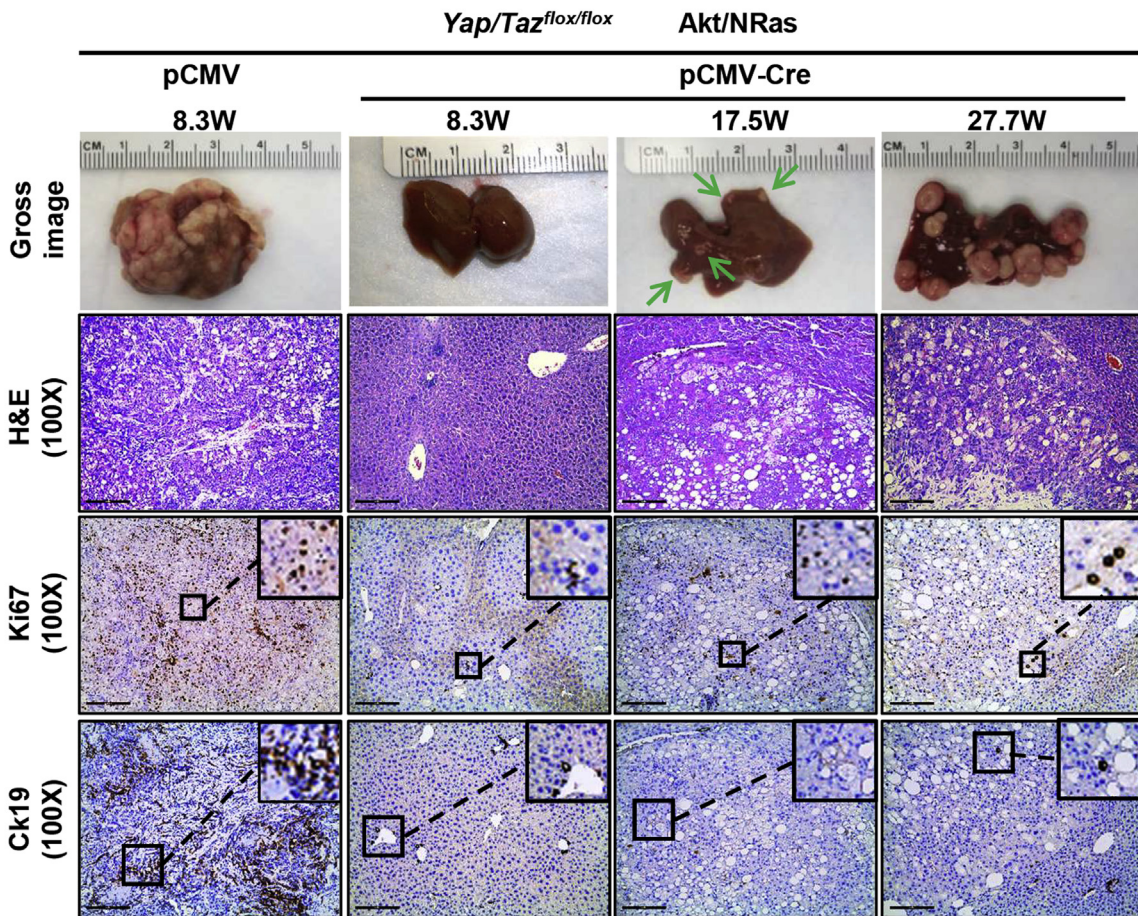 Yap/Taz^flox/flox Akt/NRas
pCMV pCMV-Cre
8.3W 8.3W 17.5W 27.7W
Gross image
CM 1 2 3 4 5
CM 1 2 3
CM 1 2 3 4
CM 1 2 3 4 5
H&E (100X)
Ki67 (100X)
Ck19 (100X)